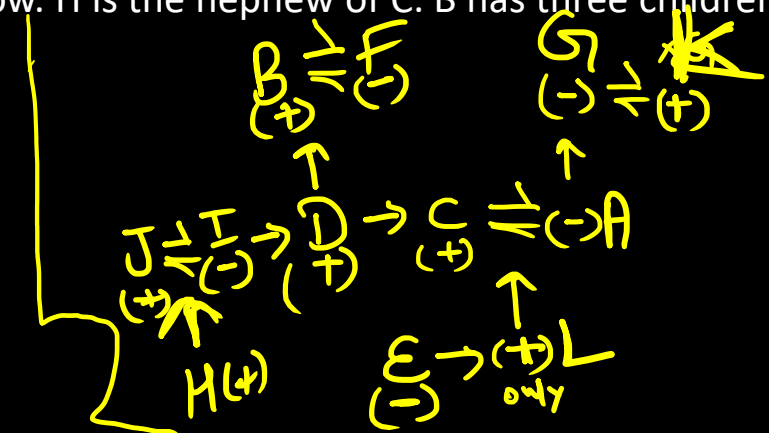 ow. H is the nephew of C. B has three children
B ⇌ F G K
(+) (-) (-) ⇌ (+)
J ⇌ I → D → C ⇌ (-) A
(+) (-) (+) (+)
H(+) E → (+) L
(-) only